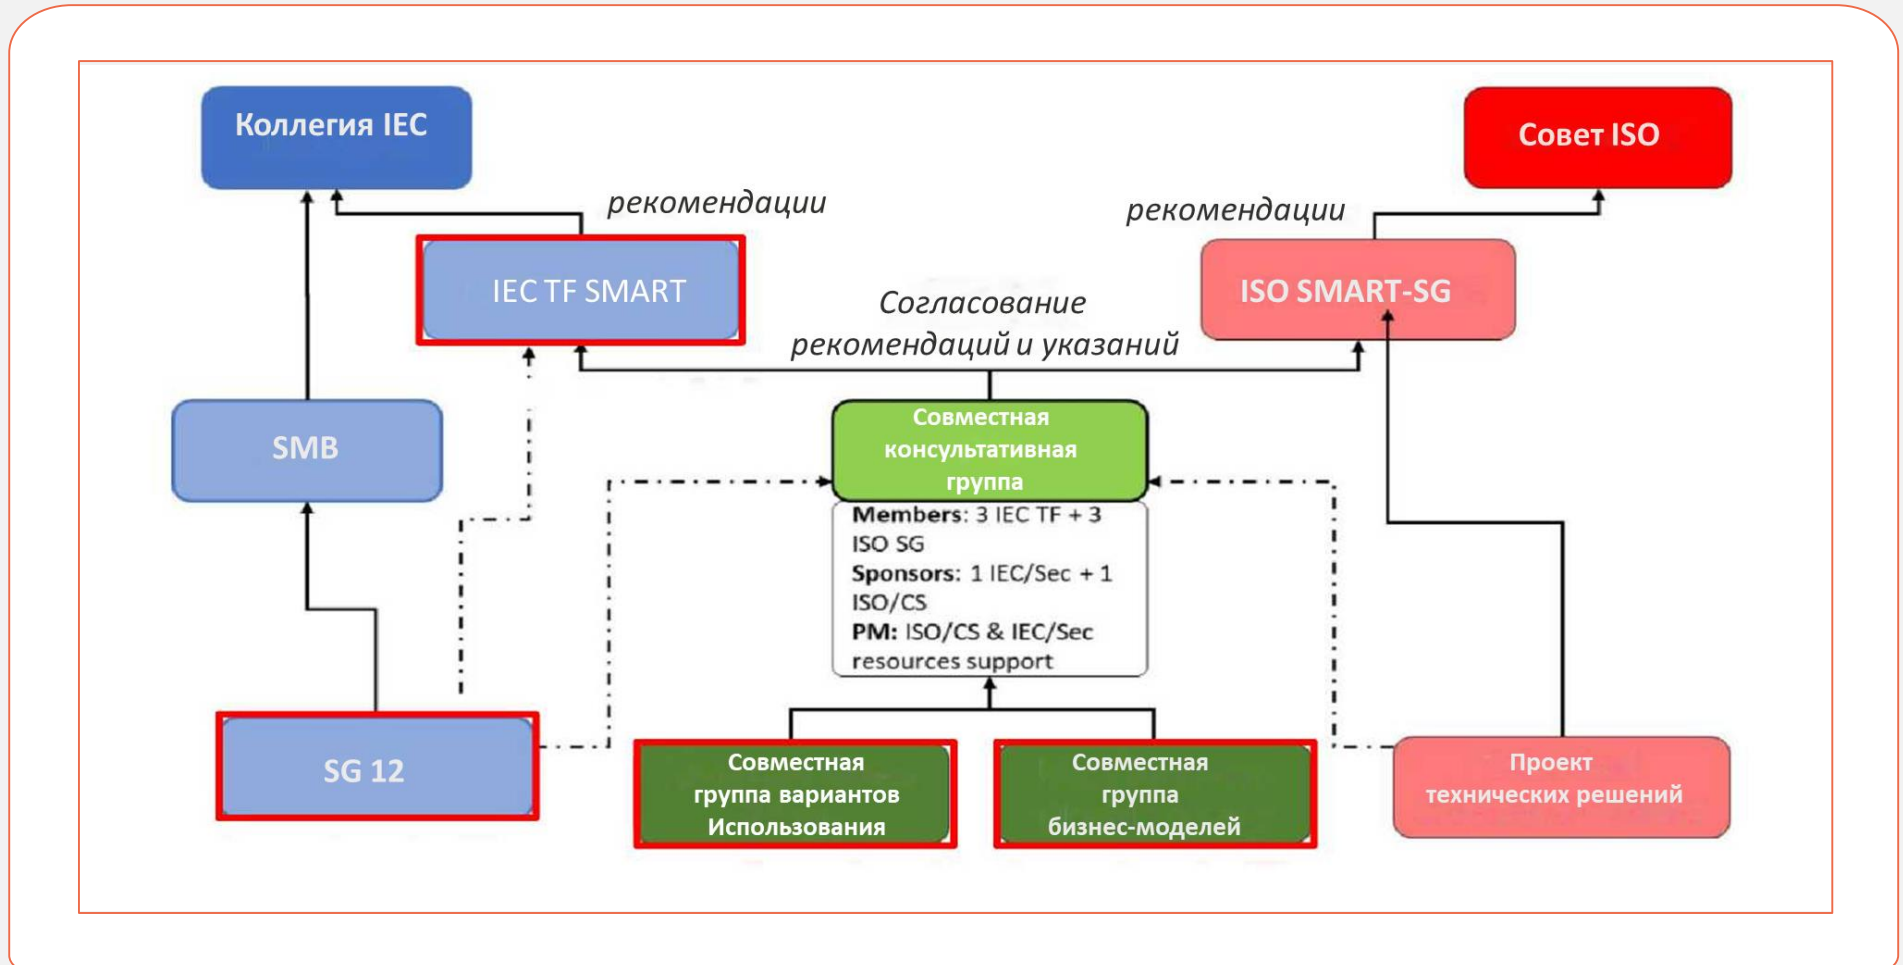 Коллегия IEC
Совет ISO
рекомендации
рекомендации
IEC TF SMART
ISO SMART-SG
Согласование
рекомендаций и указаний
SMB
Совместная
консультативная
группа
Members: 3 IEC TF + 3
ISO SG
Sponsors: 1 IEC/Sec + 1
ISO/CS
PM: ISO/CS & IEC/Sec
resources support
SG 12
Совместная
группа вариантов
Использования
Совместная
группа
бизнес-моделей
Проект
технических решений